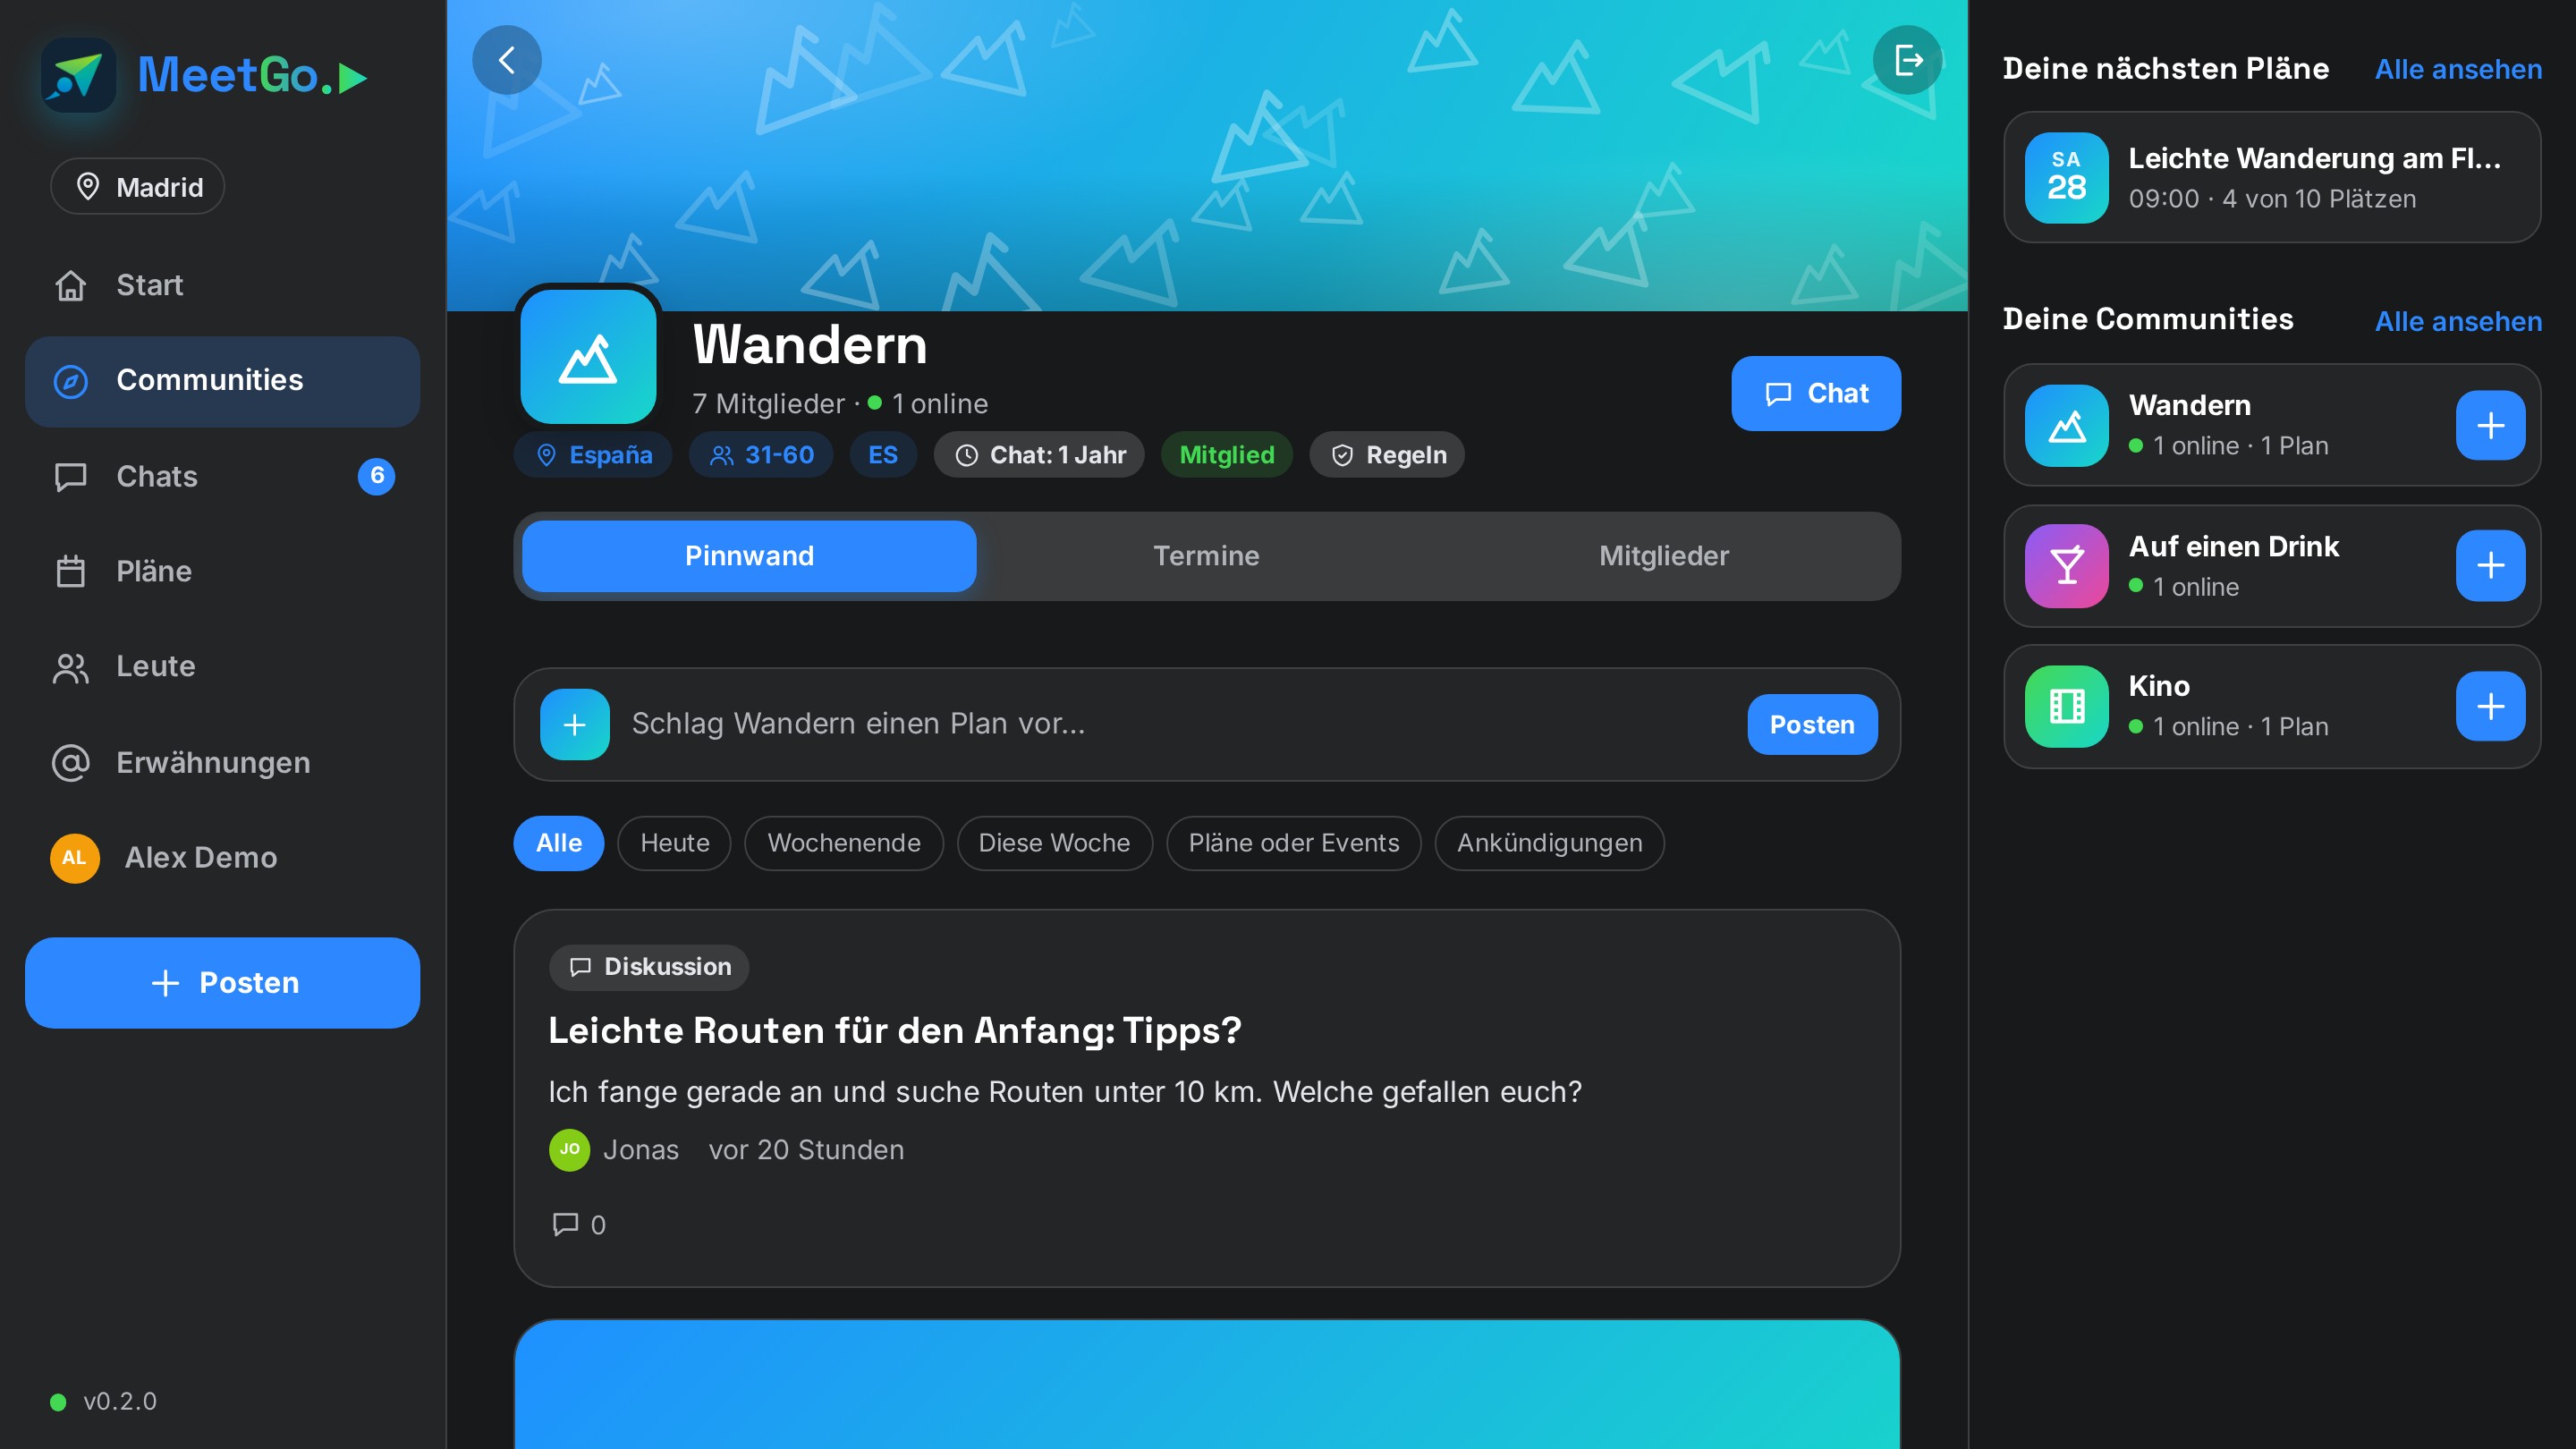 MeetGo.
Madrid
Start
Communities
Chats
6
Pläne
Leute
Erwähnungen
AL
Alex Demo
Posten
v0.2.0
Wandern
7 Mitglieder · 1 online
Chat
España
31-60
ES
Chat: 1 Jahr
Mitglied
Regeln
Pinnwand
Termine
Mitglieder
Schlag Wandern einen Plan vor...
Posten
Alle
Heute
Wochenende
Diese Woche
Pläne oder Events
Ankündigungen
Diskussion
Leichte Routen für den Anfang: Tipps?
Ich fange gerade an und suche Routen unter 10 km. Welche gefallen euch?
JO
Jonas vor 20 Stunden
0
Deine nächsten Pläne
Alle ansehen
SA
28
Leichte Wanderung am Fl...
09:00 · 4 von 10 Plätzen
Deine Communities
Alle ansehen
Wandern
1 online · 1 Plan
Auf einen Drink
1 online
Kino
1 online · 1 Plan